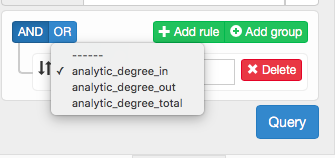 AND OR + Add rule + Add group
------
✓ analytic_degree_in ✖ Delete
analytic_degree_out
analytic_degree_total
Query